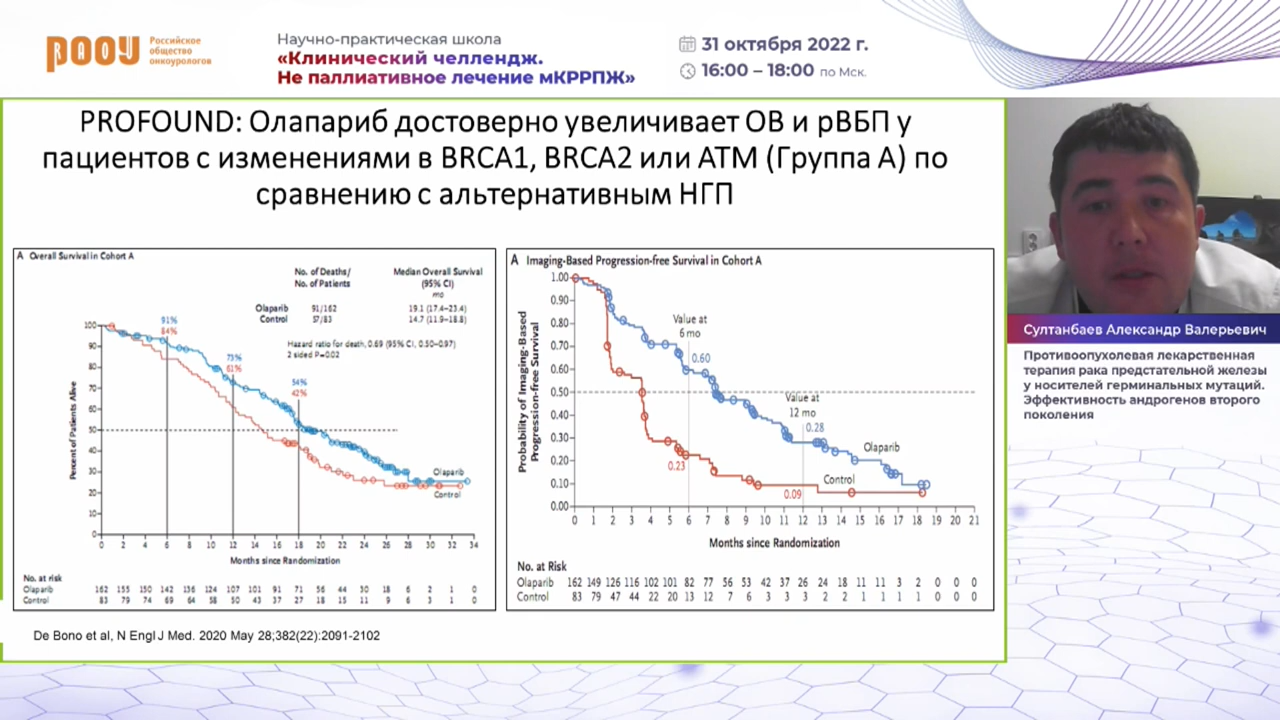 РАОУ
Российское
общество
онкоурологов
Научно-практическая школа
«Клинический челлендж.
Не паллиативное лечение мКРРПЖ»
31 октября 2022 г.
16:00 – 18:00 по Мск.
PROFOUND: Олапариб достоверно увеличивает ОВ и рВБП у
пациентов с изменениями в BRCA1, BRCA2 или ATM (Группа А) по
сравнению с альтернативным НГП
A Overall Survival in Cohort A
No. of Deaths/ Median Overall Survival
No. of Patients (95% CI)
mo
Olaparib 91/162 19.1 (17.4–23.4)
Control 57/83 14.7 (11.9–18.8)
Hazard ratio for death, 0.69 (95% CI, 0.50–0.97)
2 sided P=0.02
Percent of Patients Alive
100
90
80
70
60
50
40
30
20
10
0
91%
84%
73%
61%
54%
42%
Olaparib
Control
0 2 4 6 8 10 12 14 16 18 20 22 24 26 28 30 32 34
Months since Randomization
No. at risk
Olaparib 162 155 150 142 136 124 107 101 91 71 56 44 30 18 6 2 1 0
Control 83 79 74 69 64 58 50 43 37 27 18 15 11 9 6 3 1 0
A Imaging-Based Progression-free Survival in Cohort A
Probability of Imaging-Based
Progression-free Survival
1.00
0.90
0.80
0.70
0.60
0.50
0.40
0.30
0.20
0.10
0.00
Value at
6 mo
0.60
0.23
Value at
12 mo
0.28
0.09
Olaparib
Control
0 1 2 3 4 5 6 7 8 9 10 11 12 13 14 15 16 17 18 19 20 21
Months since Randomization
No. at Risk
Olaparib 162 149 126 116 102 101 82 77 56 53 42 37 26 24 18 11 11 3 2 0 0 0
Control 83 79 47 44 22 20 13 12 7 6 3 3 3 2 2 1 1 1 1 0 0 0
De Bono et al, N Engl J Med. 2020 May 28;382(22):2091-2102
Султанбаев Александр Валерьевич
Противоопухолевая лекарственная
терапия рака предстательной железы
у носителей герминальных мутаций.
Эффективность андрогенов второго
поколения